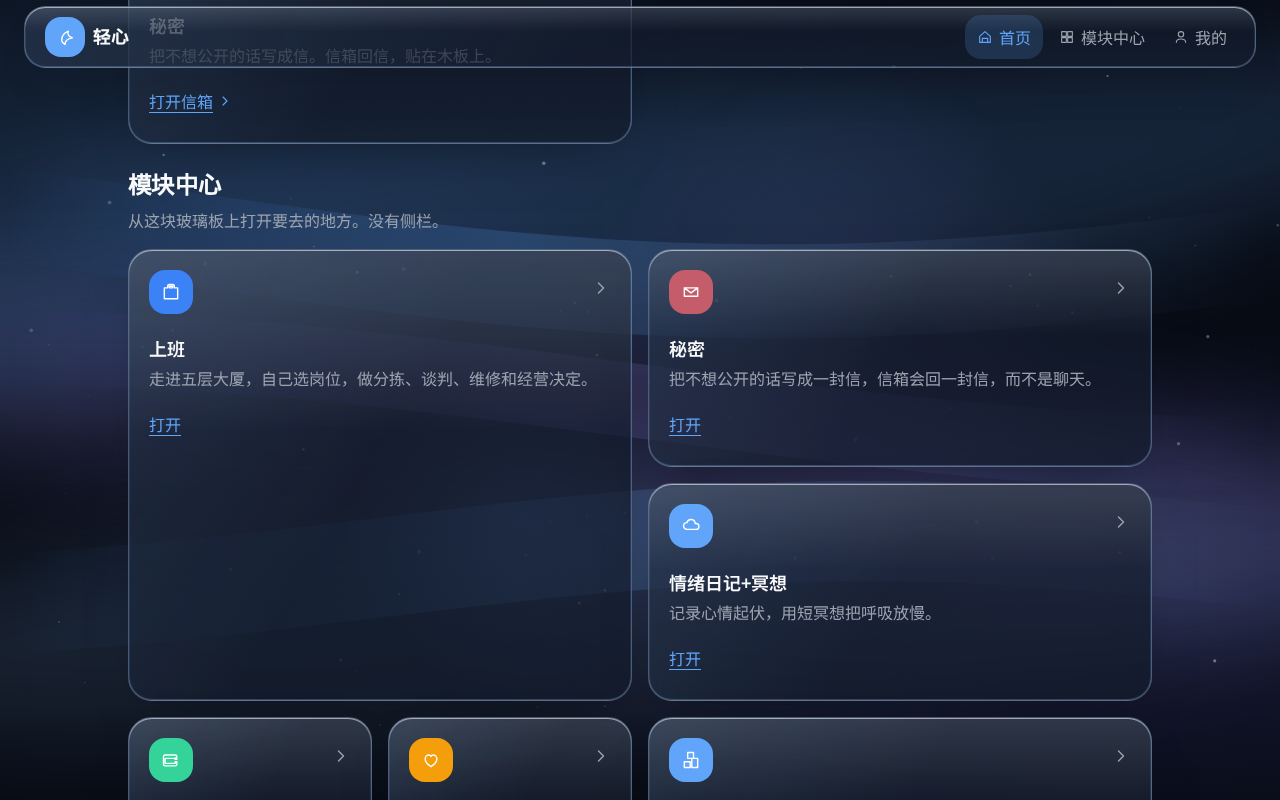 轻心
首页
模块中心
我的
秘密
把不想公开的话写成信。信箱回信，贴在木板上。
打开信箱
模块中心
从这块玻璃板上打开要去的地方。没有侧栏。
上班
走进五层大厦，自己选岗位，做分拣、谈判、维修和经营决定。
打开
秘密
把不想公开的话写成一封信，信箱会回一封信，而不是聊天。
打开
情绪日记+冥想
记录心情起伏，用短冥想把呼吸放慢。
打开